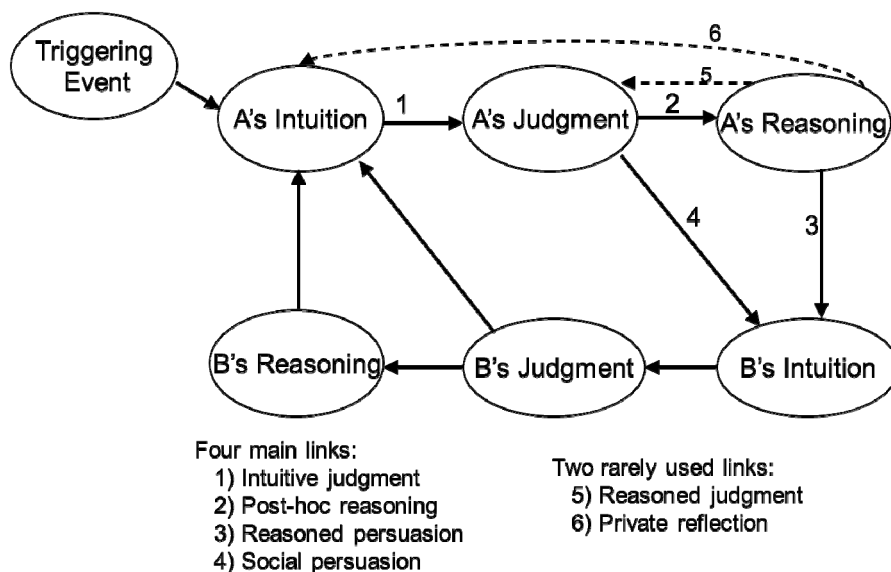 Triggering
Event
6
5
A's Intuition
1
A's Judgment
2
A's Reasoning
4
3
B's Reasoning
B's Judgment
B's Intuition
Four main links:
1) Intuitive judgment
2) Post-hoc reasoning
3) Reasoned persuasion
4) Social persuasion
Two rarely used links:
5) Reasoned judgment
6) Private reflection